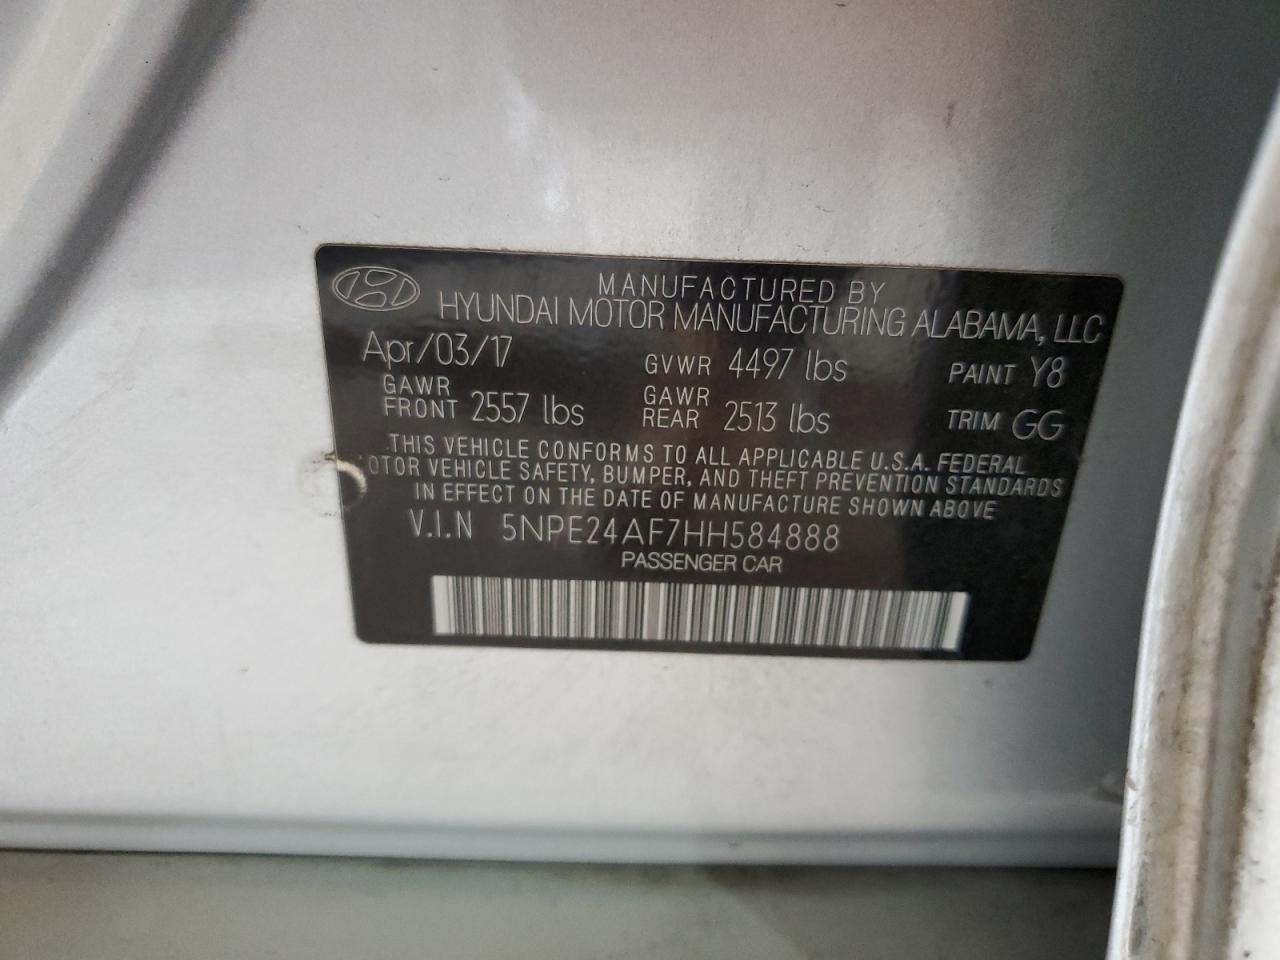 MANUFACTURED BY
HYUNDAI MOTOR MANUFACTURING ALABAMA, LLC
Apr/03/17 GVWR 4497 lbs PAINT Y8
GAWR FRONT 2557 lbs GAWR REAR 2513 lbs TRIM GG
THIS VEHICLE CONFORMS TO ALL APPLICABLE U.S.A. FEDERAL
OTOR VEHICLE SAFETY, BUMPER, AND THEFT PREVENTION STANDARDS
IN EFFECT ON THE DATE OF MANUFACTURE SHOWN ABOVE
V.I.N 5NPE24AF7HH584888
PASSENGER CAR